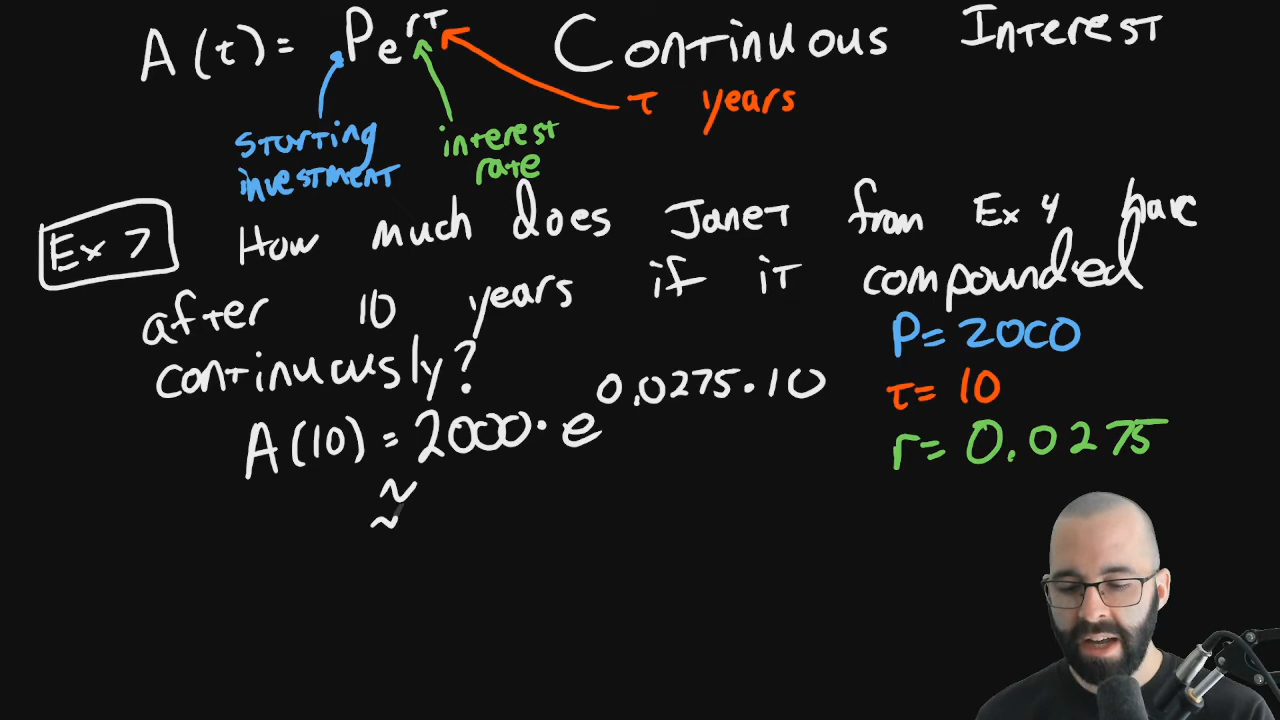 A(t) = Pe^rt Continuous Interest
t years
starting interest
investment rate
Ex 7 How much does Janet from Ex 4 have
after 10 years if it compounded
continuously? P= 2000
t= 10
A(10) = 2000 · e^0.0275·10 r= 0.0275
≈